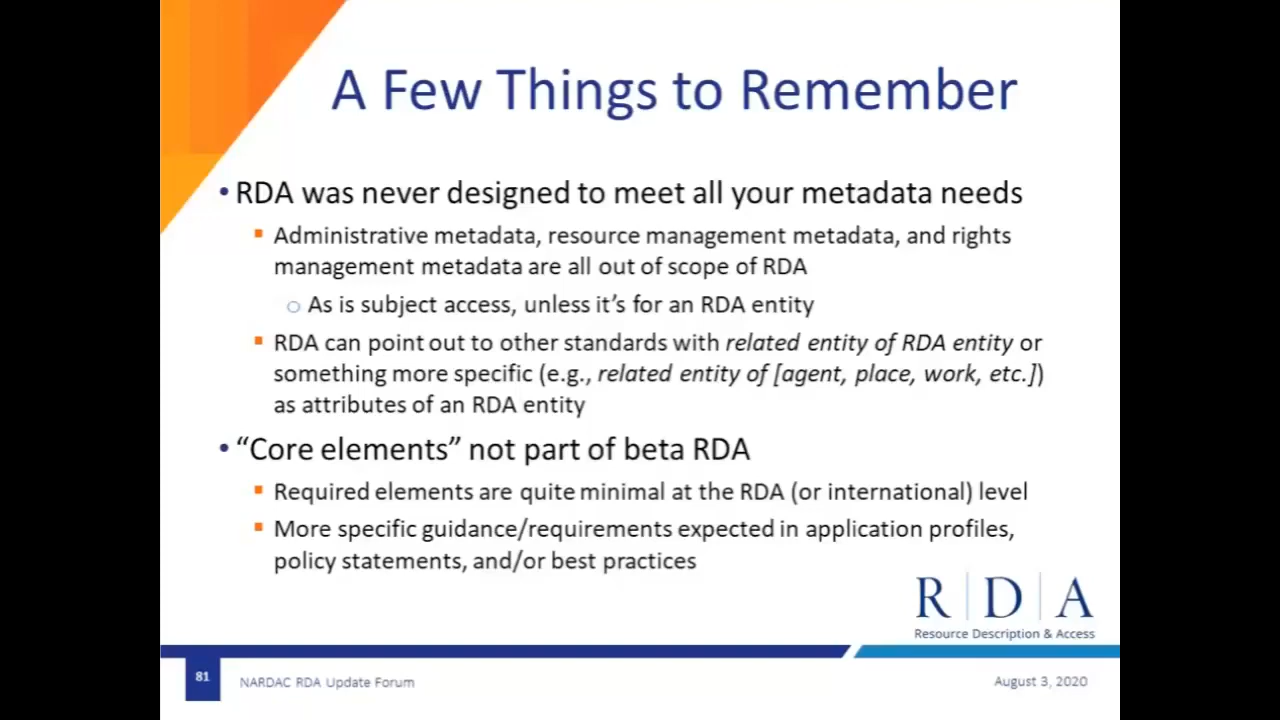 A Few Things to Remember
• RDA was never designed to meet all your metadata needs
▪ Administrative metadata, resource management metadata, and rights
management metadata are all out of scope of RDA
○ As is subject access, unless it’s for an RDA entity
▪ RDA can point out to other standards with related entity of RDA entity or
something more specific (e.g., related entity of [agent, place, work, etc.])
as attributes of an RDA entity
• “Core elements” not part of beta RDA
▪ Required elements are quite minimal at the RDA (or international) level
▪ More specific guidance/requirements expected in application profiles,
policy statements, and/or best practices
R|D|A
Resource Description & Access
81
NARDAC RDA Update Forum
August 3, 2020